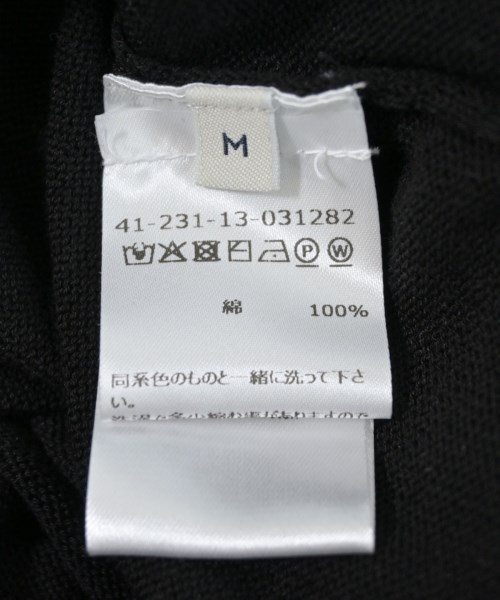 M
41-231-13-031282
P W
綿 100%
同系色のものと一緒に洗って下さ
い。